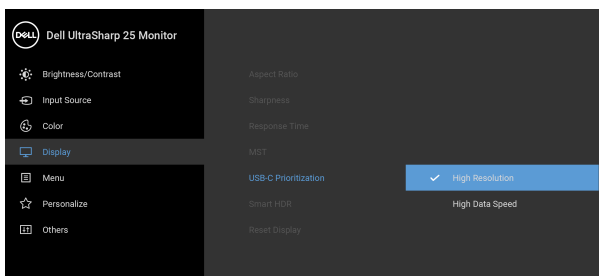 DELL
Dell UltraSharp 25 Monitor
Brightness/Contrast
Input Source
Color
Display
Menu
Personalize
Others
Aspect Ratio
Sharpness
Response Time
MST
USB-C Prioritization
Smart HDR
Reset Display
High Resolution
High Data Speed